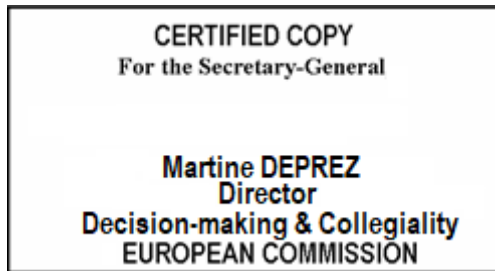 CERTIFIED COPY
For the Secretary-General
Martine DEPREZ
Director
Decision-making & Collegiality
EUROPEAN COMMISSION